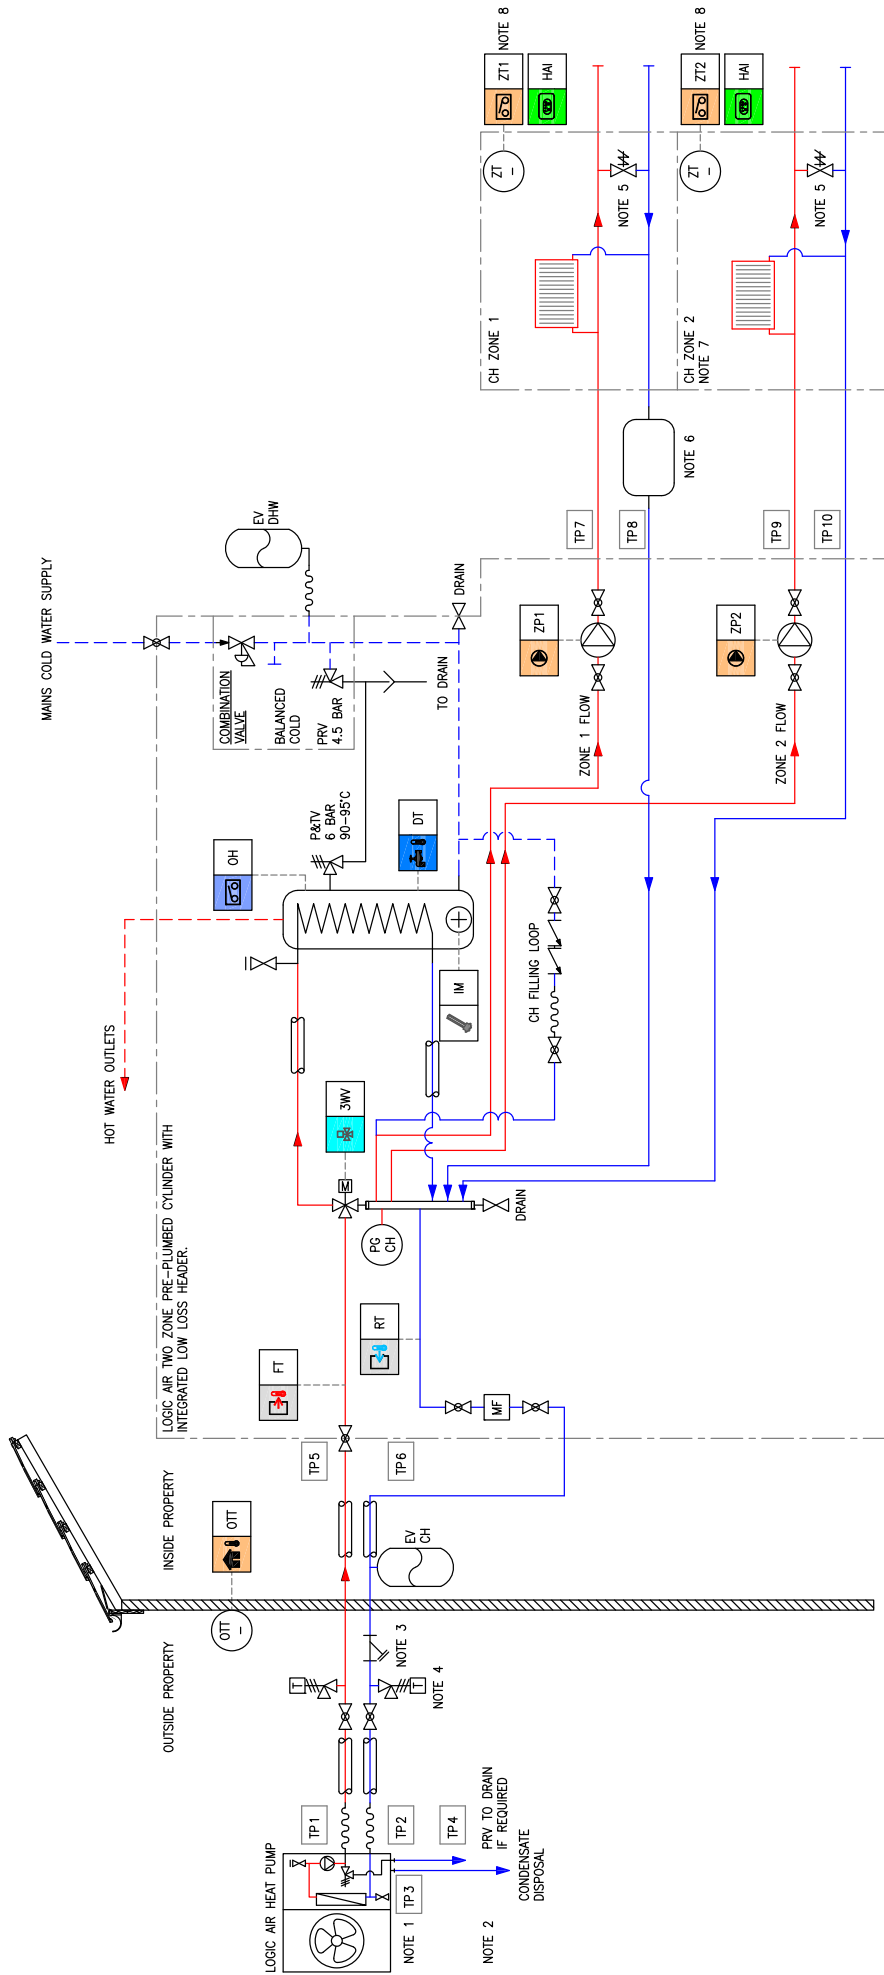 LOGIC AIR HEAT PUMP
NOTE 1
NOTE 2
TP1
TP2
TP3
TP4
PRV TO DRAIN
IF REQUIRED
CONDENSATE
DISPOSAL
OUTSIDE PROPERTY
INSIDE PROPERTY
T
T
NOTE 4
NOTE 3
OTT
–
OTT
EV
CH
TP5
TP6
LOGIC AIR TWO ZONE PRE-PLUMBED CYLINDER WITH
INTEGRATED LOW LOSS HEADER.
FT
RT
MF
PG
CH
M
3WV
DRAIN
HOT WATER OUTLETS
IM
OH
DT
CH FILLING LOOP
P&TV
6 BAR
90-95°C
MAINS COLD WATER SUPPLY
COMBINATION
VALVE
BALANCED
COLD
PRV
4.5 BAR
TO DRAIN
EV
DHW
DRAIN
ZONE 1 FLOW
ZP1
ZONE 2 FLOW
ZP2
TP7
TP8
TP9
TP10
NOTE 6
CH ZONE 1
CH ZONE 2
NOTE 7
NOTE 5
NOTE 5
ZT
–
ZT
–
ZT1
HAI
NOTE 8
ZT2
HAI
NOTE 8